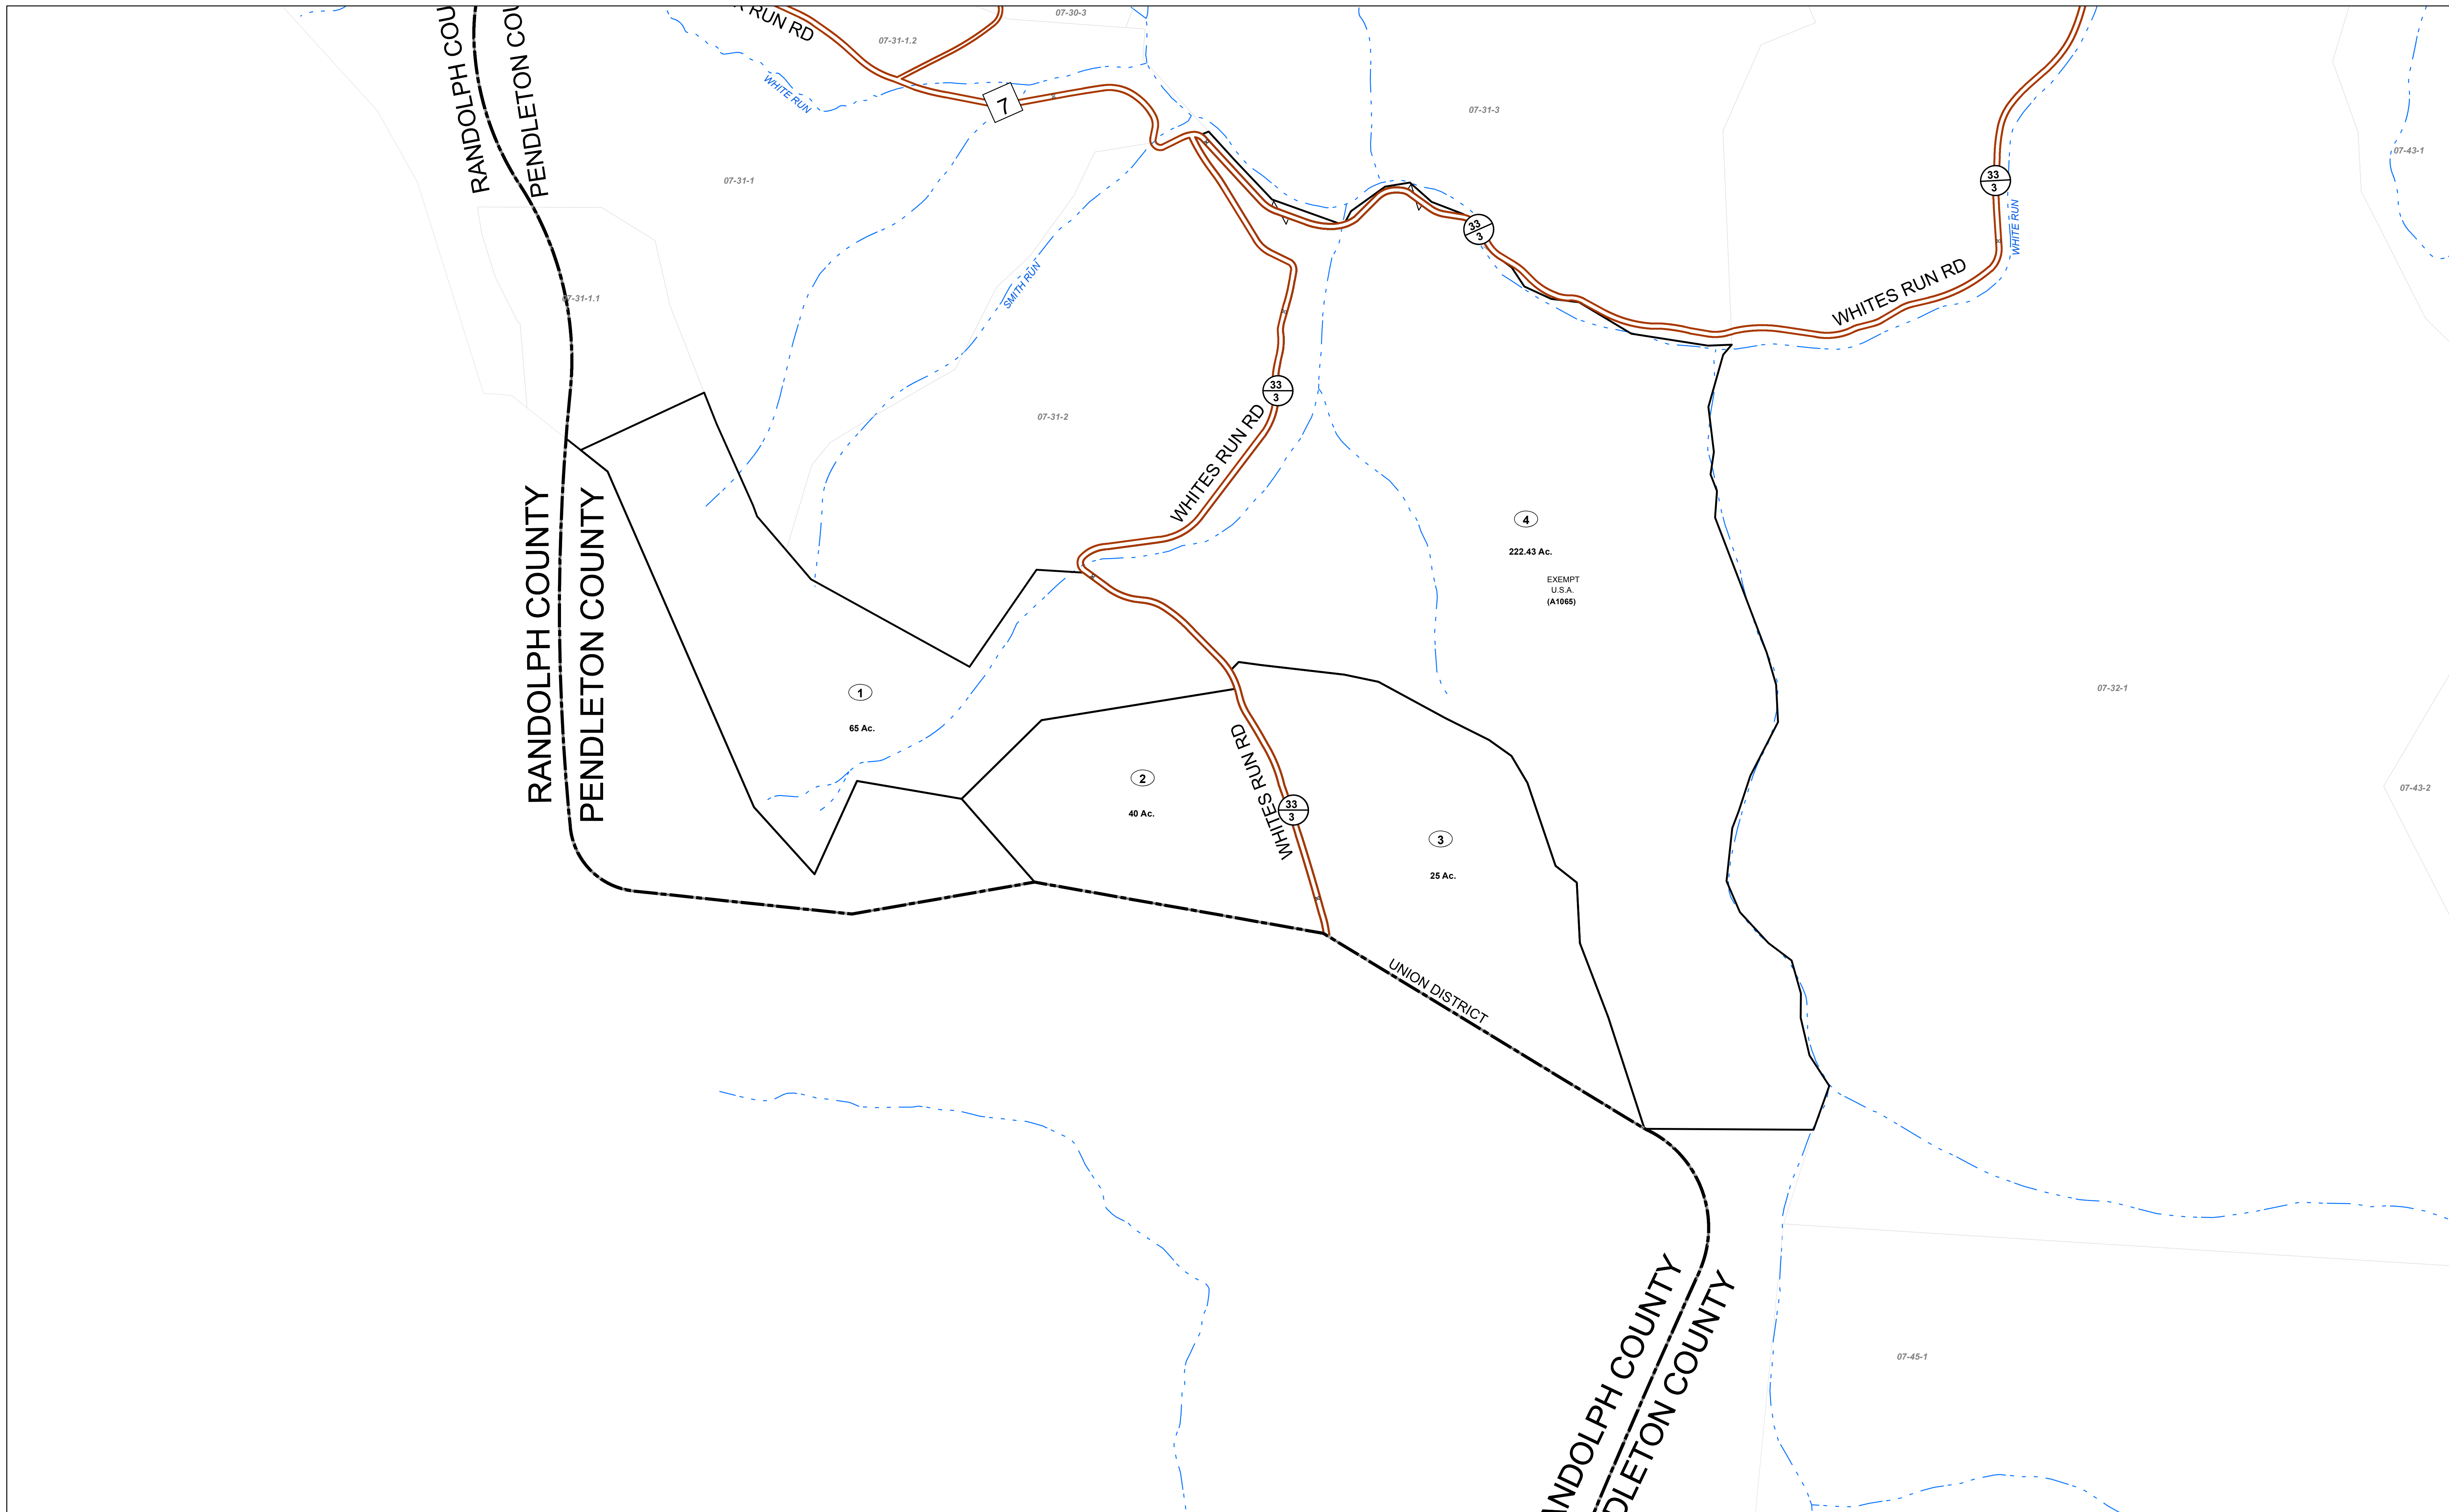 RANDOLPH COU
PENDLETON COU
RUN RD
07-30-3
07-31-1.2
WHITE RUN
7
07-31-3
07-43-1
07-31-1
33
3
WHITE RUN
33
3
WHITES RUN RD
SMITH RUN
07-31-1.1
33
3
WHITES RUN RD
07-31-2
RANDOLPH COUNTY
PENDLETON COUNTY
4
222.43 Ac.
EXEMPT
U.S.A.
(A1065)
1
65 Ac.
07-32-1
2
40 Ac.
WHITES RUN RD
33
3
3
25 Ac.
07-43-2
UNION DISTRICT
NDOLPH COUNTY
DLETON COUNTY
07-45-1